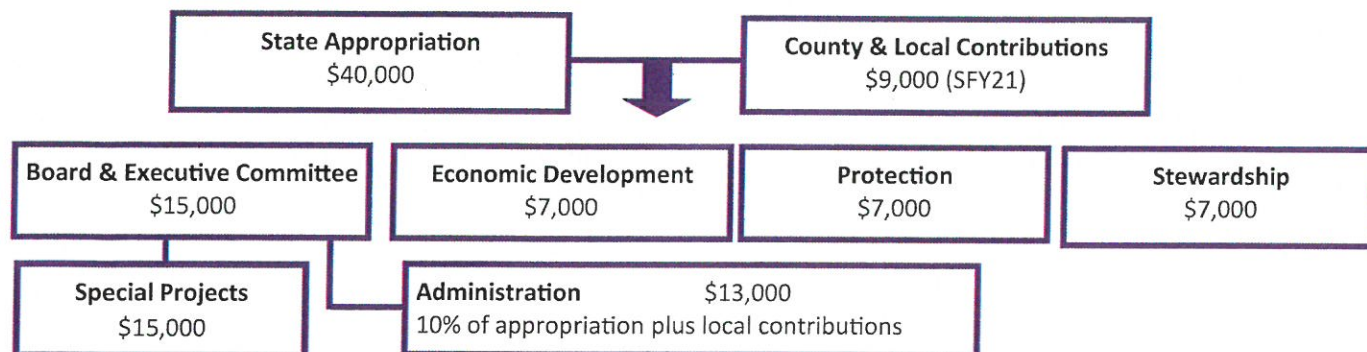 State Appropriation
$40,000
County & Local Contributions
$9,000 (SFY21)
Board & Executive Committee
$15,000
Economic Development
$7,000
Protection
$7,000
Stewardship
$7,000
Special Projects
$15,000
Administration $13,000
10% of appropriation plus local contributions